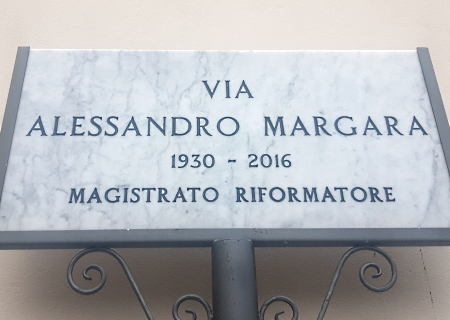 VIA
ALESSANDRO MARGARA
1930 - 2016
MAGISTRATO RIFORMATORE